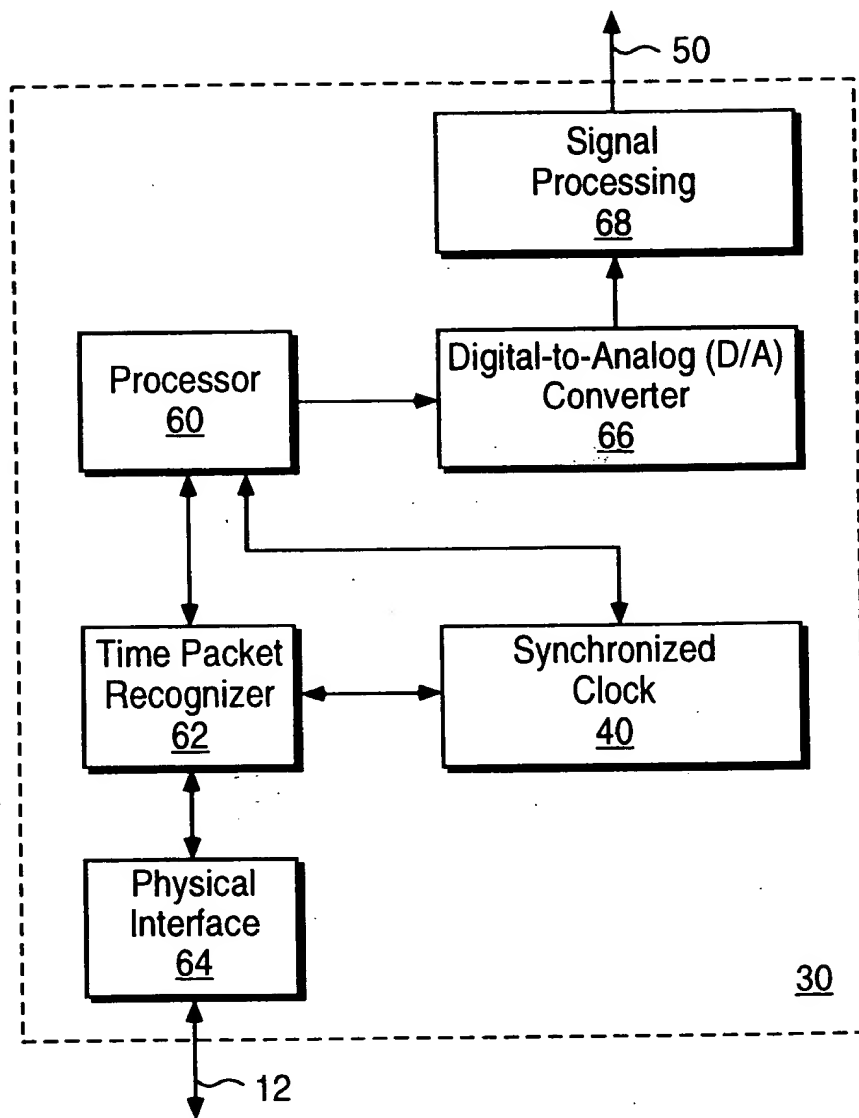 50
Signal
Processing
68
Processor
60
Digital-to-Analog (D/A)
Converter
66
Time Packet
Recognizer
62
Synchronized
Clock
40
Physical
Interface
64
30
12